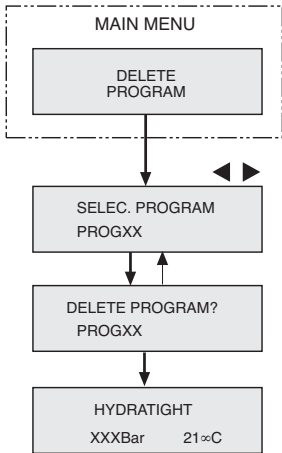 MAIN MENU
DELETE
PROGRAM
SELEC. PROGRAM
PROGXX
DELETE PROGRAM?
PROGXX
HYDRATIGHT
XXXBar 21∞C